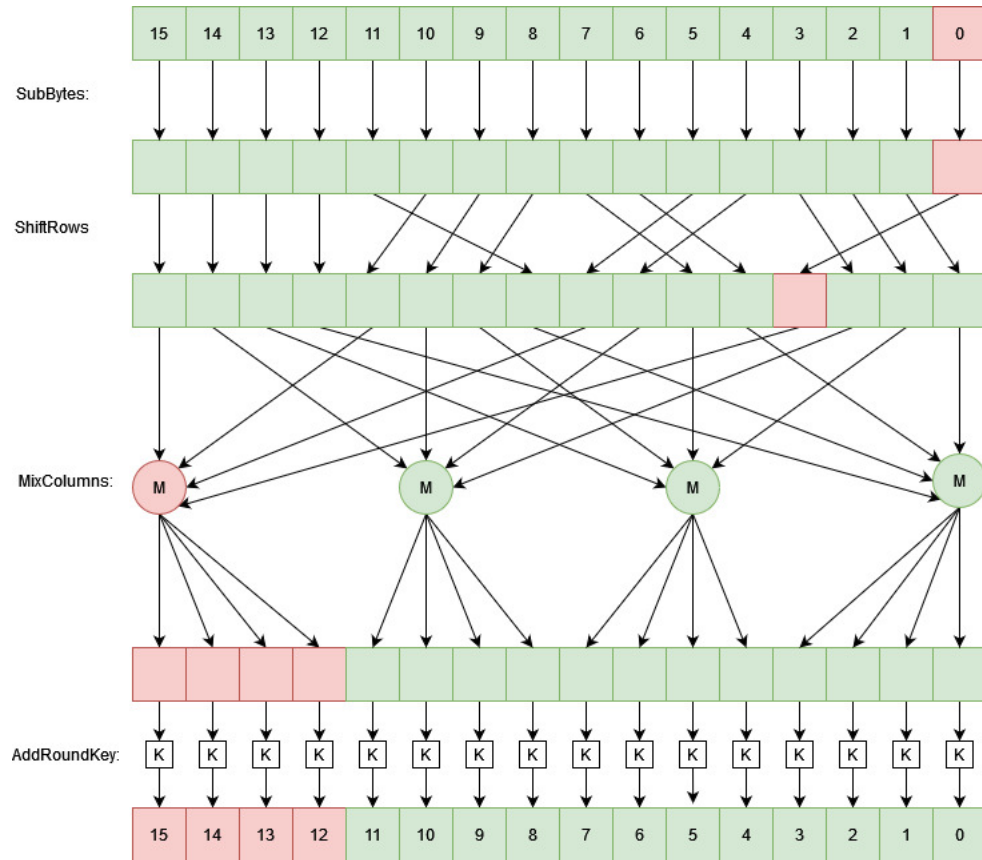 15 14 13 12 11 10 9 8 7 6 5 4 3 2 1 0
SubBytes:
ShiftRows
MixColumns: M M M M
AddRoundKey: K K K K K K K K K K K K K K K K
15 14 13 12 11 10 9 8 7 6 5 4 3 2 1 0